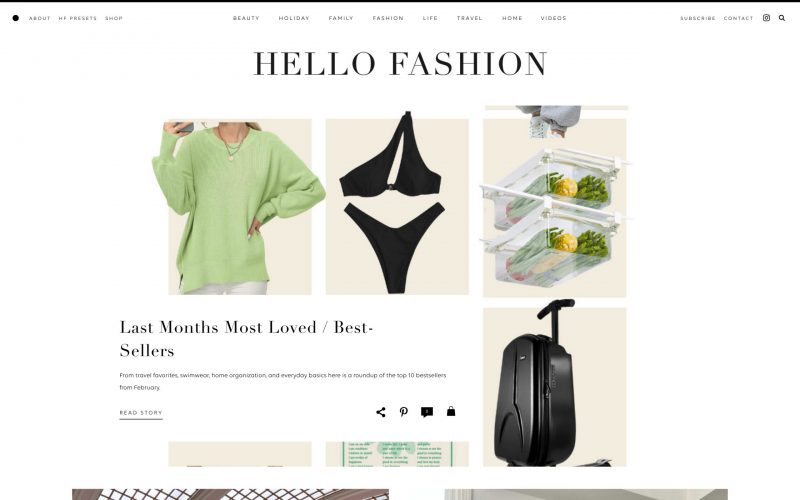 ABOUT HF PRESETS SHOP BEAUTY HOLIDAY FAMILY FASHION LIFE TRAVEL HOME VIDEOS SUBSCRIBE CONTACT
HELLO FASHION
Last Months Most Loved / Best-
Sellers
From travel favorites, swimwear, home organization, and everyday basics here is a roundup of the top 10 bestsellers
from February.
READ STORY